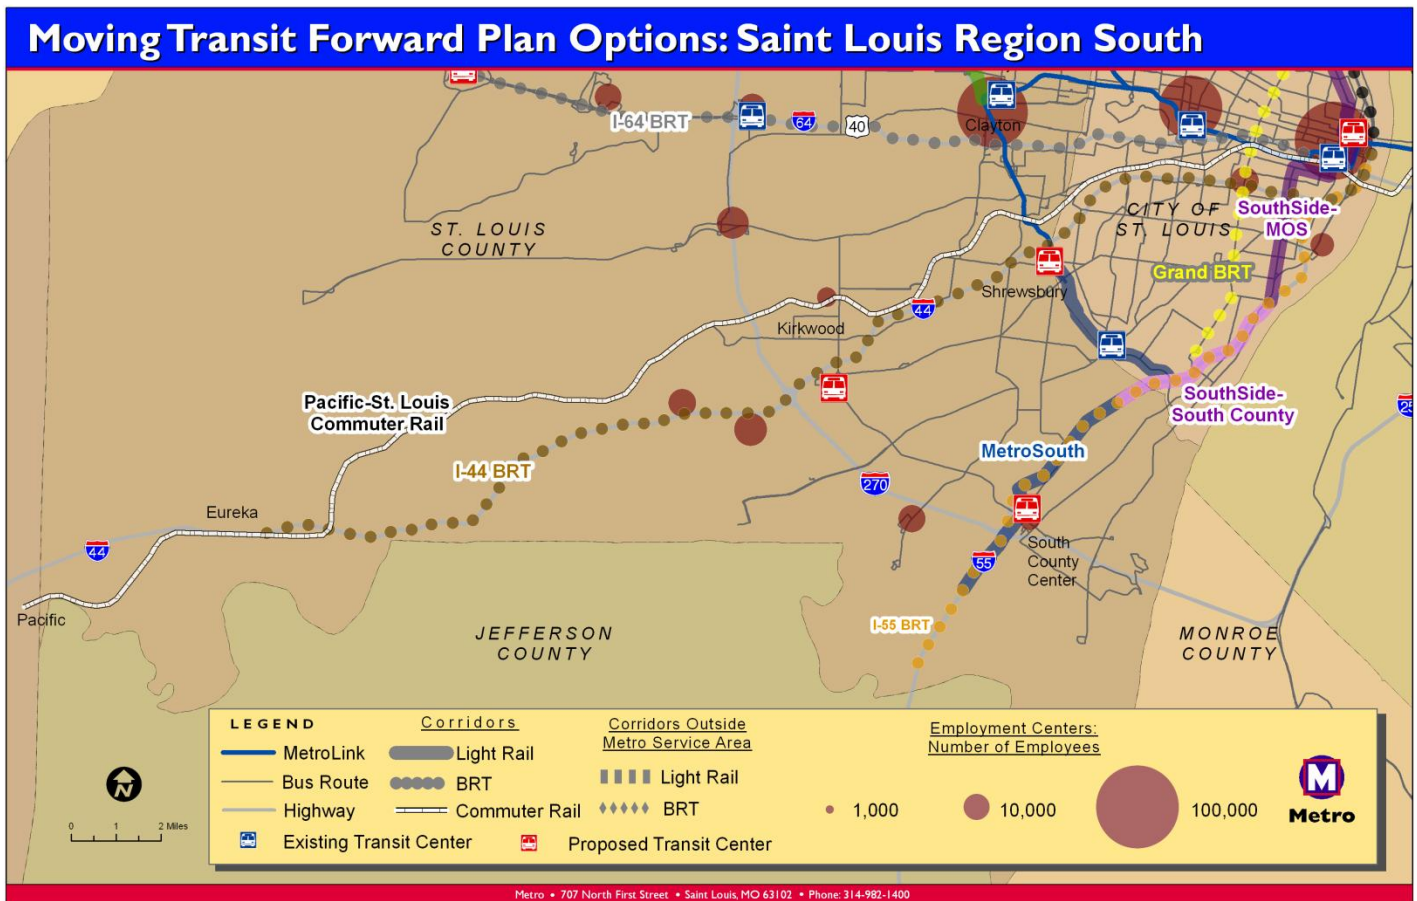 Moving Transit Forward Plan Options: Saint Louis Region South
I-64 BRT
64
40
Clayton
ST. LOUIS
COUNTY
CITY OF
ST. LOUIS
SouthSide-
MOS
Grand BRT
Shrewsbury
44
Kirkwood
Pacific-St. Louis
Commuter Rail
SouthSide-
South County
MetroSouth
I-44 BRT
270
Eureka
44
South
County
Center
55
Pacific
I-55 BRT
JEFFERSON
COUNTY
MONROE
COUNTY
LEGEND
MetroLink
Bus Route
Highway
Existing Transit Center
Corridors
Light Rail
BRT
Commuter Rail
Proposed Transit Center
Corridors Outside
Metro Service Area
Light Rail
BRT
Employment Centers:
Number of Employees
1,000
10,000
100,000
M
Metro
N
0 1 2 Miles
Metro • 707 North First Street • Saint Louis, MO 63102 • Phone: 314-982-1400